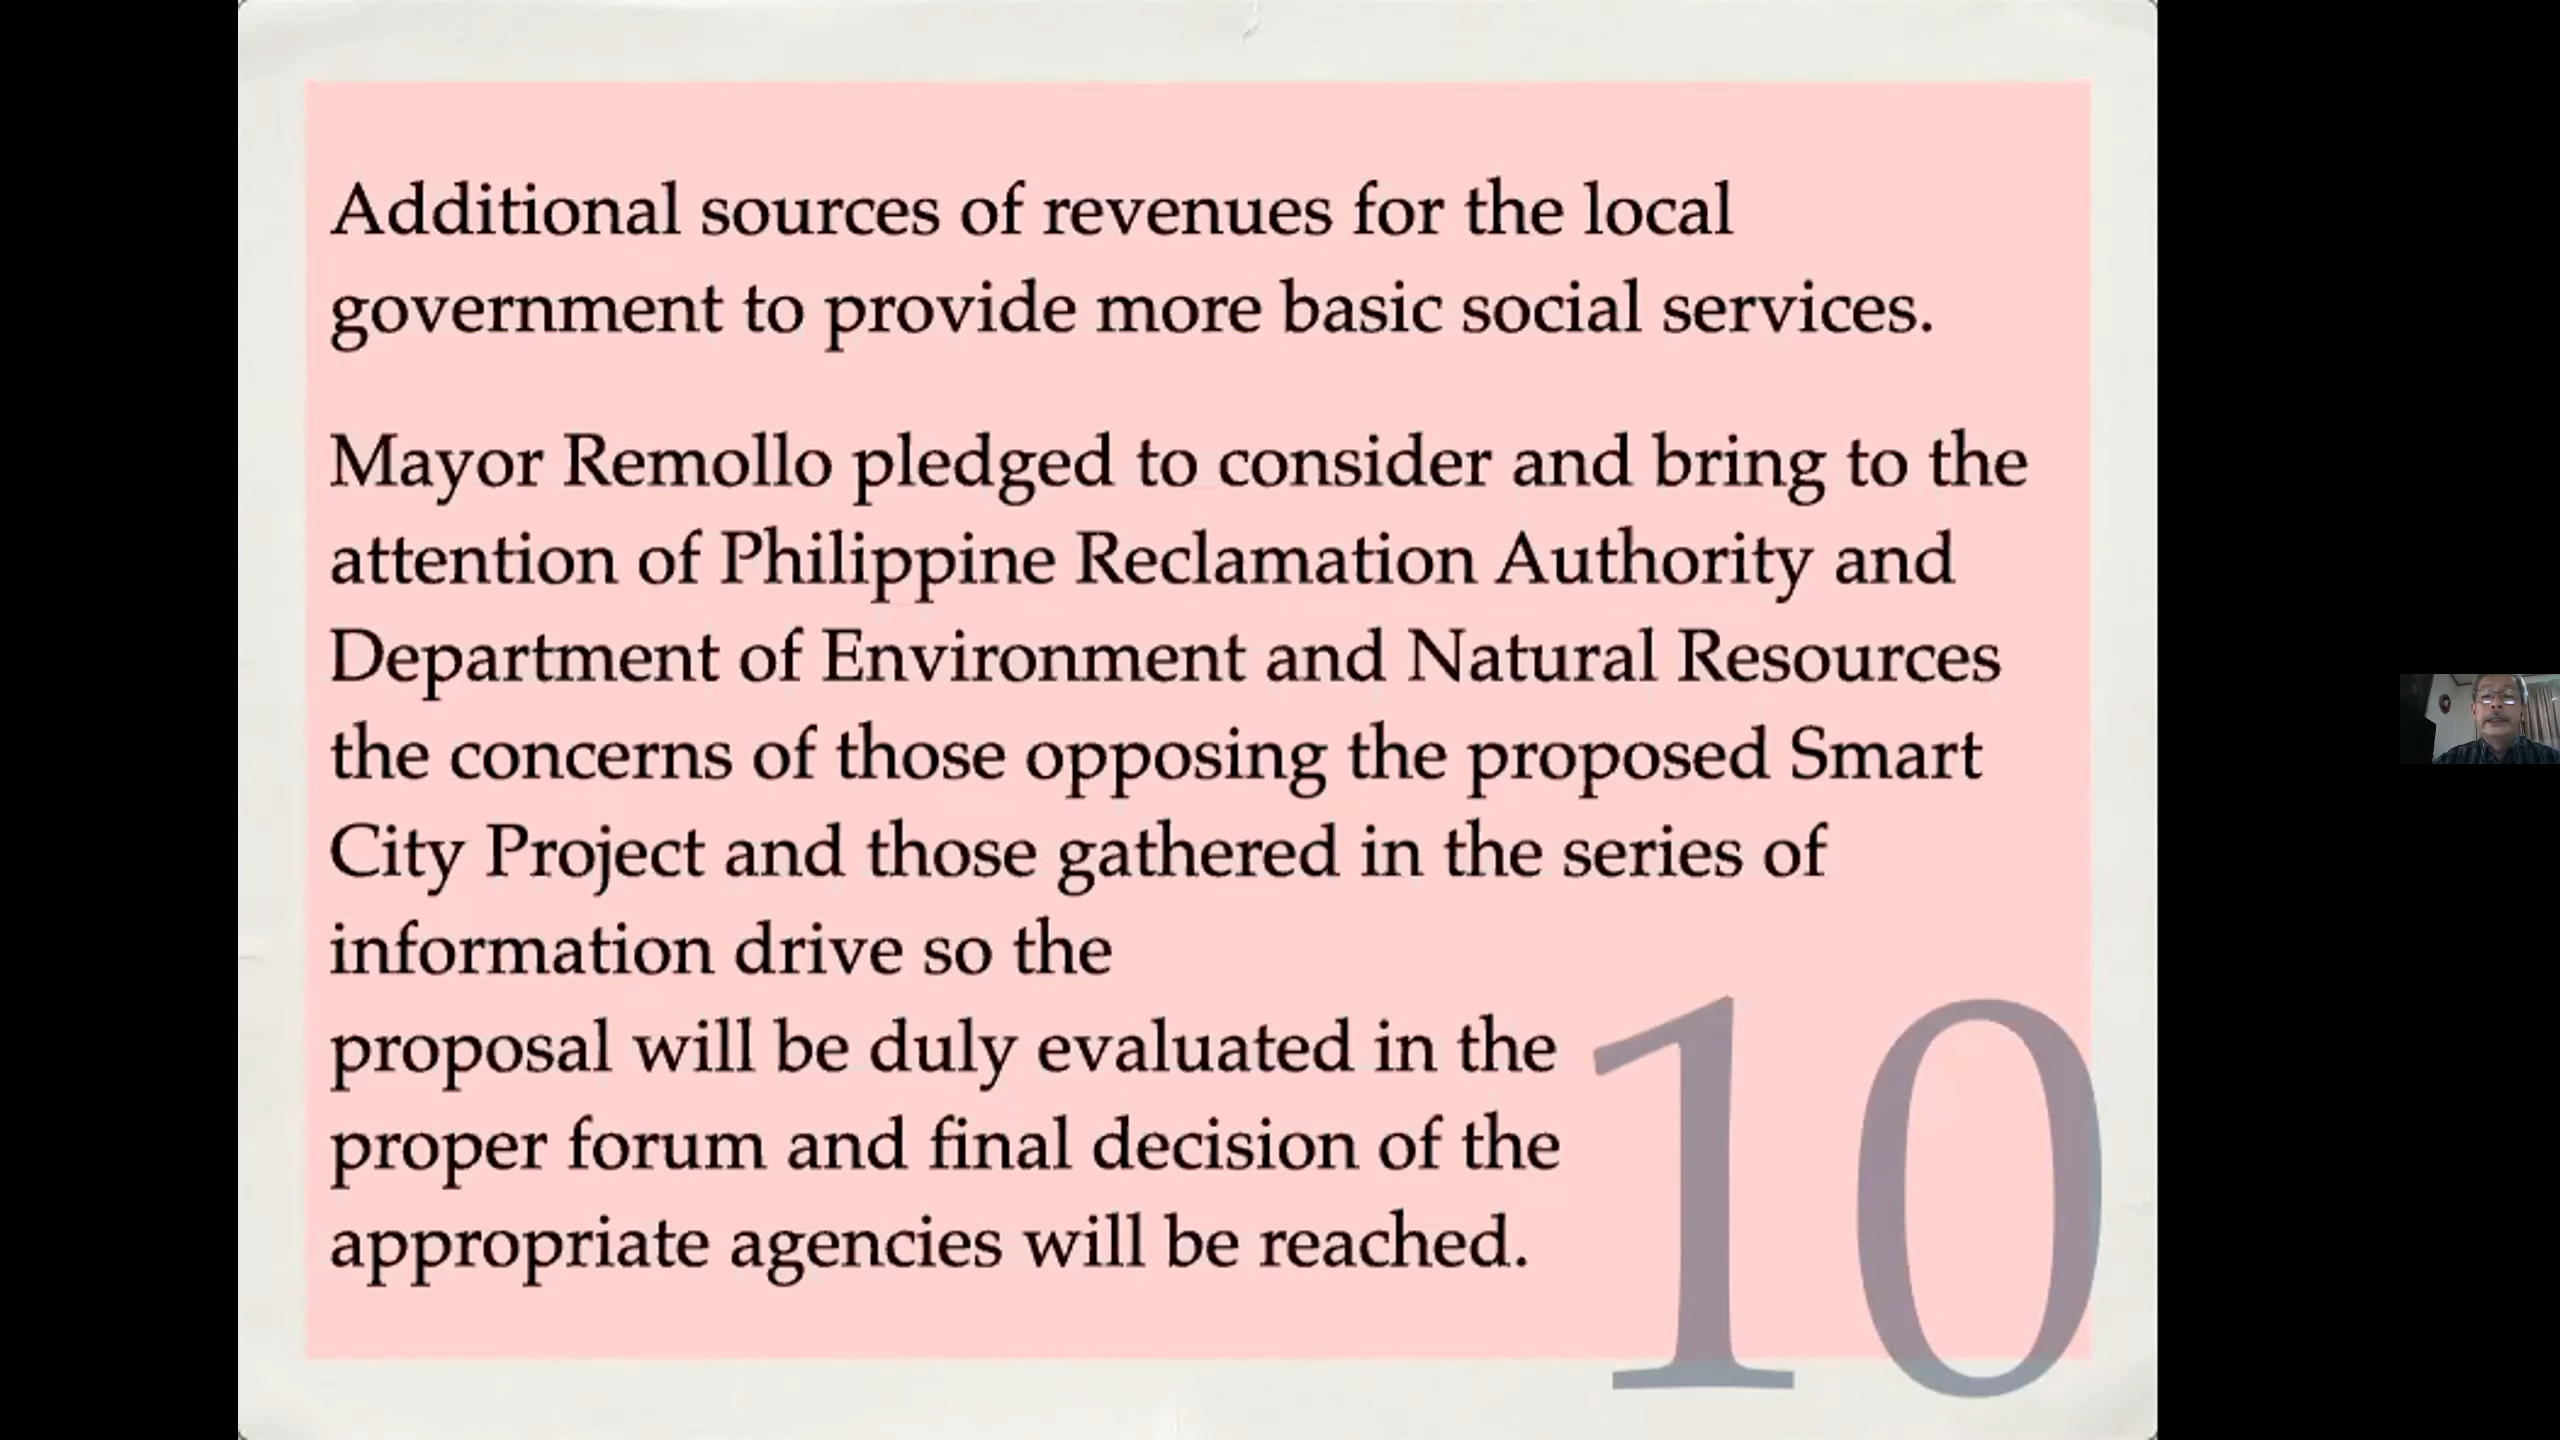 Additional sources of revenues for the local
government to provide more basic social services.
Mayor Remollo pledged to consider and bring to the
attention of Philippine Reclamation Authority and
Department of Environment and Natural Resources
the concerns of those opposing the proposed Smart
City Project and those gathered in the series of
information drive so the
proposal will be duly evaluated in the
proper forum and final decision of the
appropriate agencies will be reached.
10